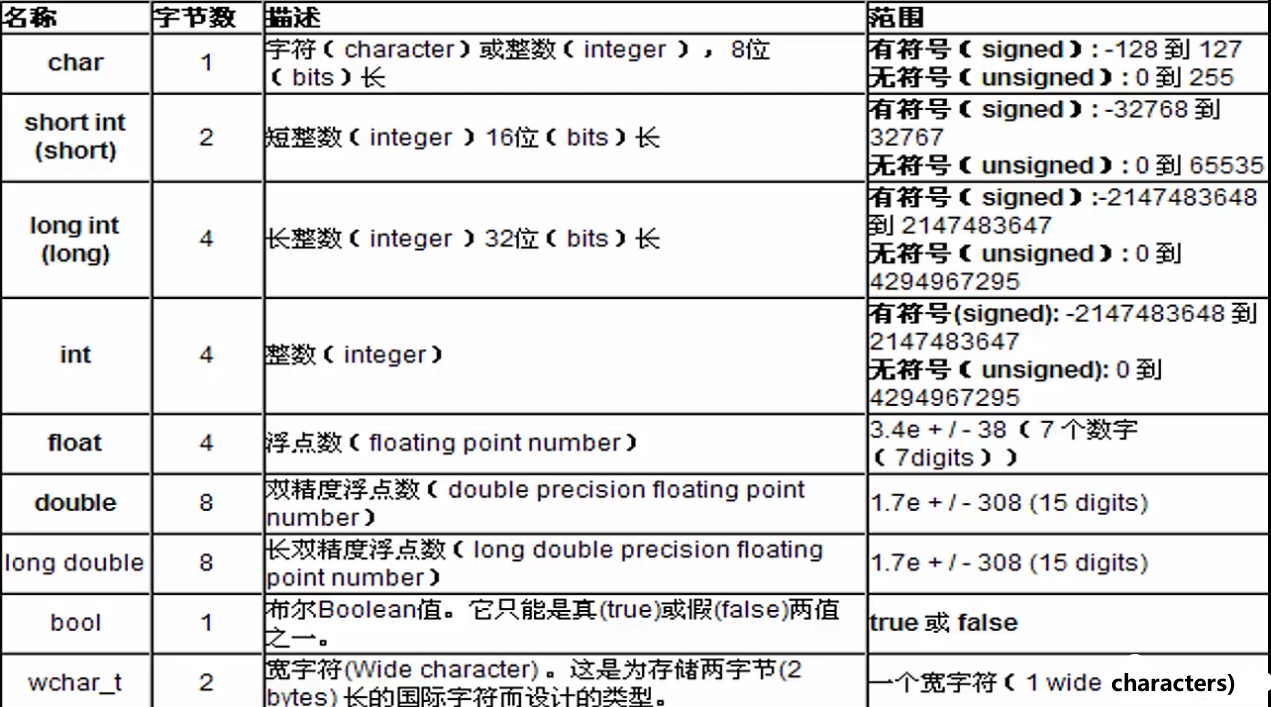 名称 字节数 描述 范围
char 1 字符（character）或整数（integer ），8位
（bits）长
有符号（ signed）: -128 到 127
无符号（ unsigned）: 0 到 255
short int
(short)
2 短整数（integer ）16位（bits）长
有符号（ signed）: -32768 到
32767
无符号（ unsigned）: 0 到 65535
long int
(long)
4 长整数（integer ）32位（bits）长
有符号（ signed）:-2147483648
到 2147483647
无符号（ unsigned）: 0 到
4294967295
int 4 整数（integer）
有符号(signed): -2147483648 到
2147483647
无符号（ unsigned): 0 到
4294967295
float 4 浮点数（floating point number）
3.4e + / - 38（ 7 个数字
（7digits））
double 8 双精度浮点数（ double precision floating point
number）
1.7e + / - 308 (15 digits)
long double 8 长双精度浮点数（ long double precision floating
point number）
1.7e + / - 308 (15 digits)
bool 1 布尔Boolean值。它只能是真(true)或假(false)两值
之一。
true 或 false
wchar_t 2 宽字符(Wide character) 。这是为存储两字节(2
bytes) 长的国际字符而设计的类型。
一个宽字符（ 1 wide characters)